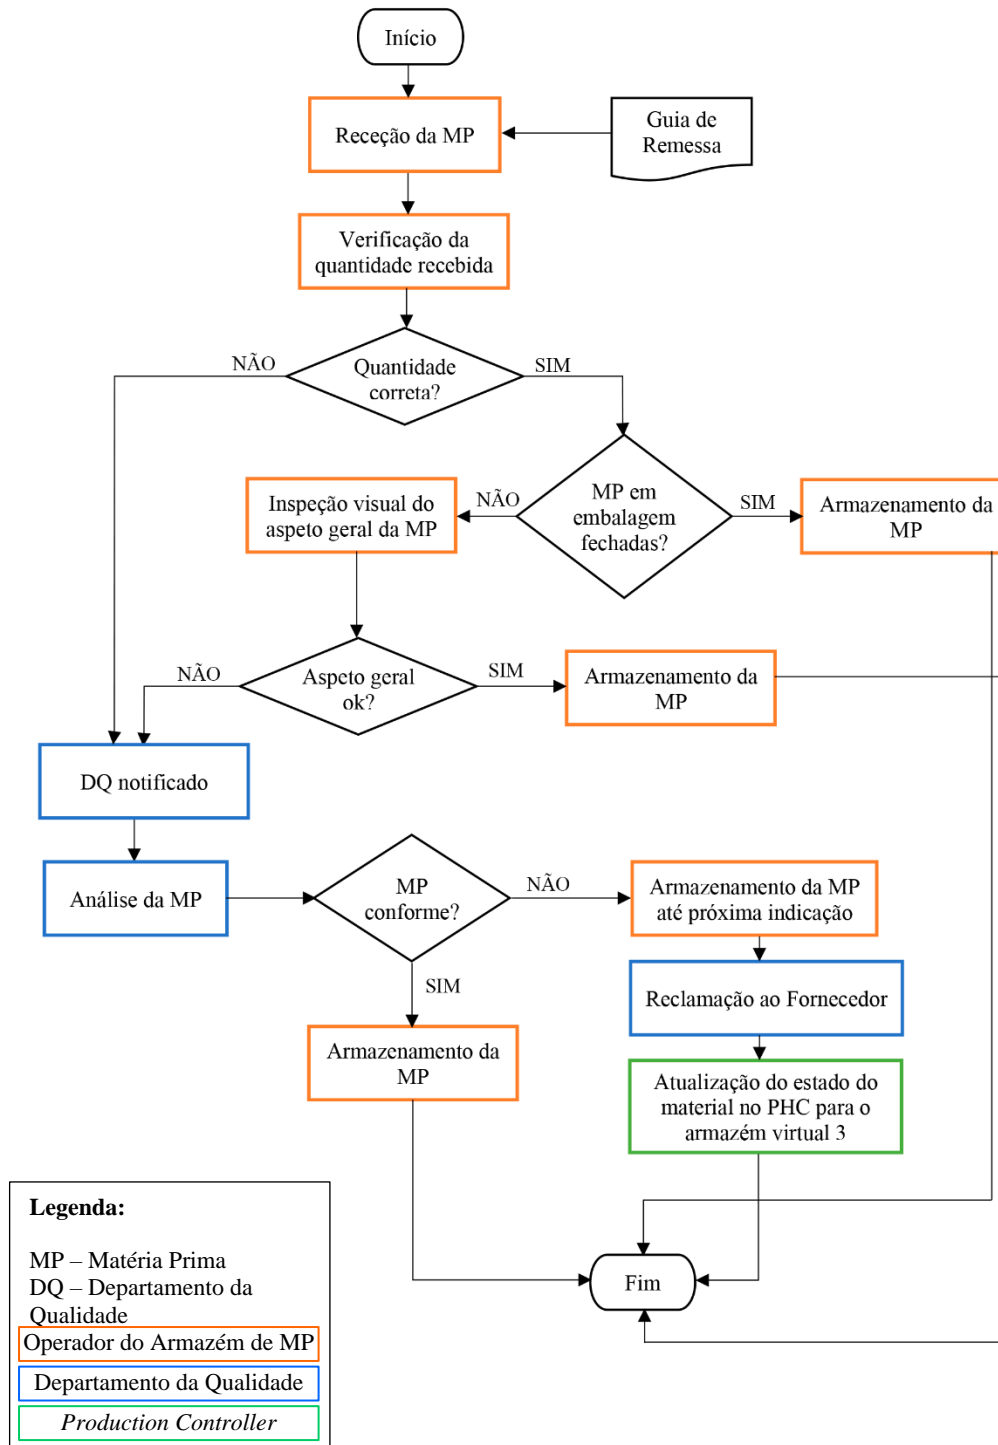 Início
Receção da MP
Guia de
Remessa
Verificação da
quantidade recebida
NÃO
Quantidade
correta?
SIM
Inspeção visual do
aspeto geral da MP
NÃO
MP em
embalagem
fechadas?
SIM
Armazenamento da
MP
NÃO
Aspeto geral
ok?
SIM
Armazenamento da
MP
DQ notificado
Análise da MP
MP
conforme?
NÃO
Armazenamento da MP
até próxima indicação
SIM
Reclamação ao Fornecedor
Armazenamento da
MP
Atualização do estado do
material no PHC para o
armazém virtual 3
Fim
Legenda:
MP – Matéria Prima
DQ – Departamento da
Qualidade
Operador do Armazém de MP
Departamento da Qualidade
Production Controller